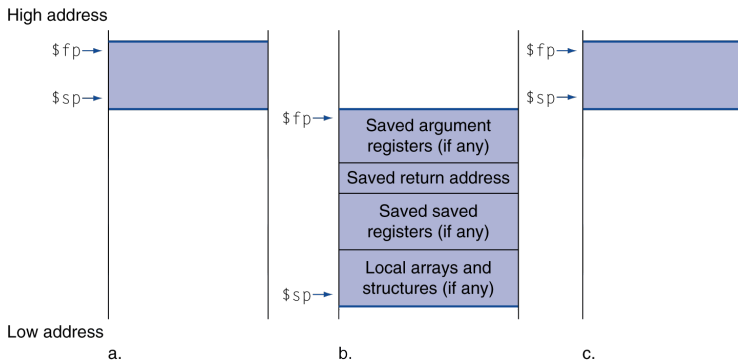 High address
$fp
$sp
$fp
Saved argument
registers (if any)
Saved return address
Saved saved
registers (if any)
Local arrays and
structures (if any)
$sp
$fp
$sp
Low address
a.
b.
c.